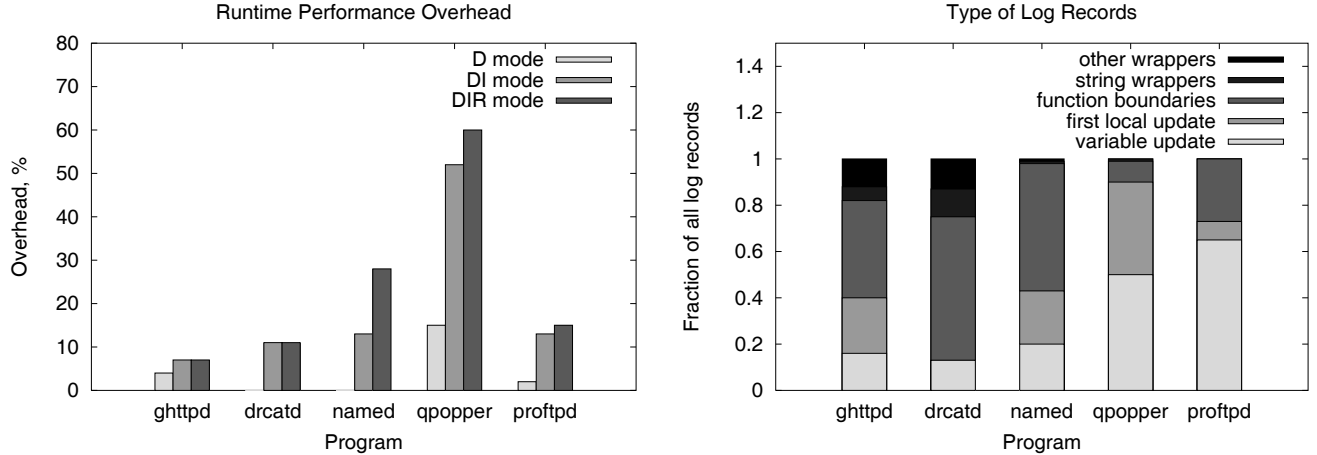 Runtime Performance Overhead
80
70
60
50
40
30
20
10
0
Overhead, %
D mode
DI mode
DIR mode
ghttpd drcatd named qpopper proftpd
Program
Type of Log Records
1.4
1.2
1
0.8
0.6
0.4
0.2
0
Fraction of all log records
other wrappers
string wrappers
function boundaries
first local update
variable update
ghttpd drcatd named qpopper proftpd
Program